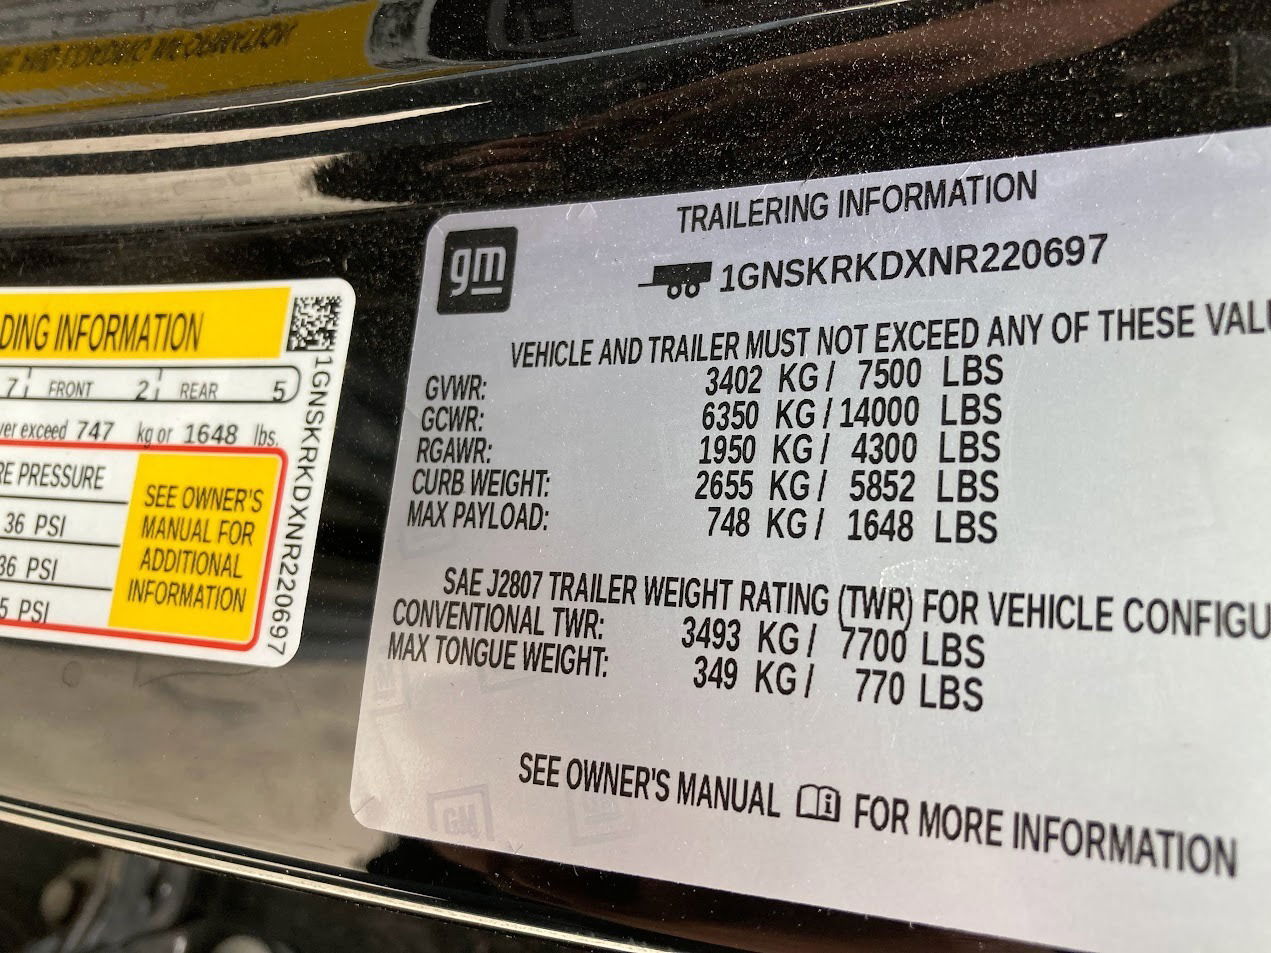 DING INFORMATION
7 FRONT 2 REAR 5
ver exceed 747 kg or 1648 lbs.
RE PRESSURE
36 PSI
36 PSI
5 PSI
SEE OWNER'S
MANUAL FOR
ADDITIONAL
INFORMATION
1GNSKRKDXNR220697
gm
TRAILERING INFORMATION
1GNSKRKDXNR220697
VEHICLE AND TRAILER MUST NOT EXCEED ANY OF THESE VALU
GVWR: 3402 KG / 7500 LBS
GCWR: 6350 KG / 14000 LBS
RGAWR: 1950 KG / 4300 LBS
CURB WEIGHT: 2655 KG / 5852 LBS
MAX PAYLOAD: 748 KG / 1648 LBS
SAE J2807 TRAILER WEIGHT RATING (TWR) FOR VEHICLE CONFIGU
CONVENTIONAL TWR: 3493 KG / 7700 LBS
MAX TONGUE WEIGHT: 349 KG / 770 LBS
SEE OWNER'S MANUAL FOR MORE INFORMATION
GM